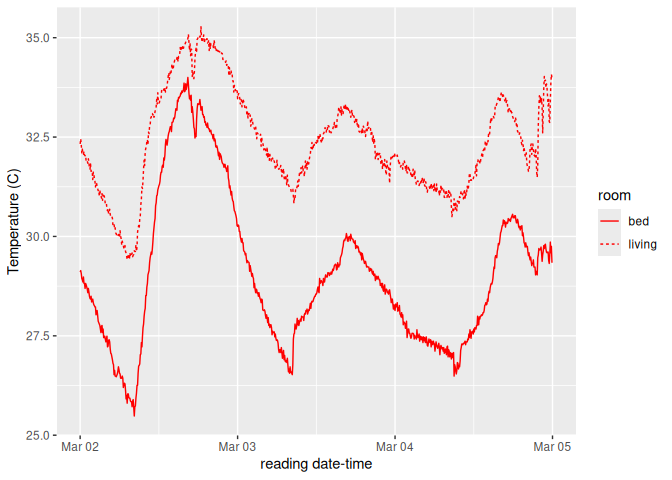 35.0
32.5
30.0
27.5
25.0
Temperature (C)
Mar 02
Mar 03
Mar 04
Mar 05
reading date-time
room
bed
living